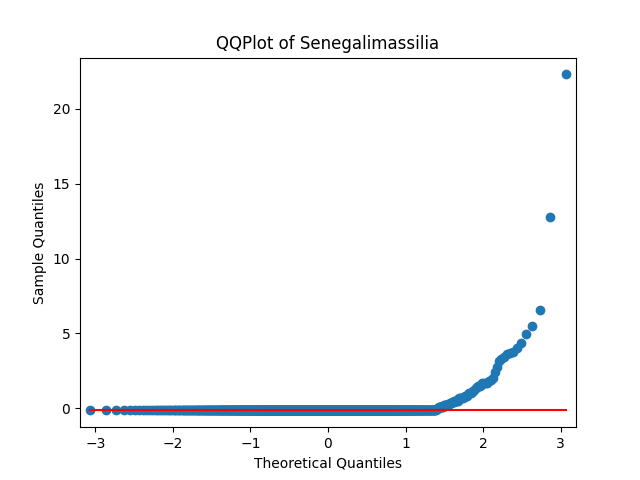 QQPlot of Senegalimassilia
Sample Quantiles
20
15
10
5
0
−3 −2 −1 0 1 2 3
Theoretical Quantiles